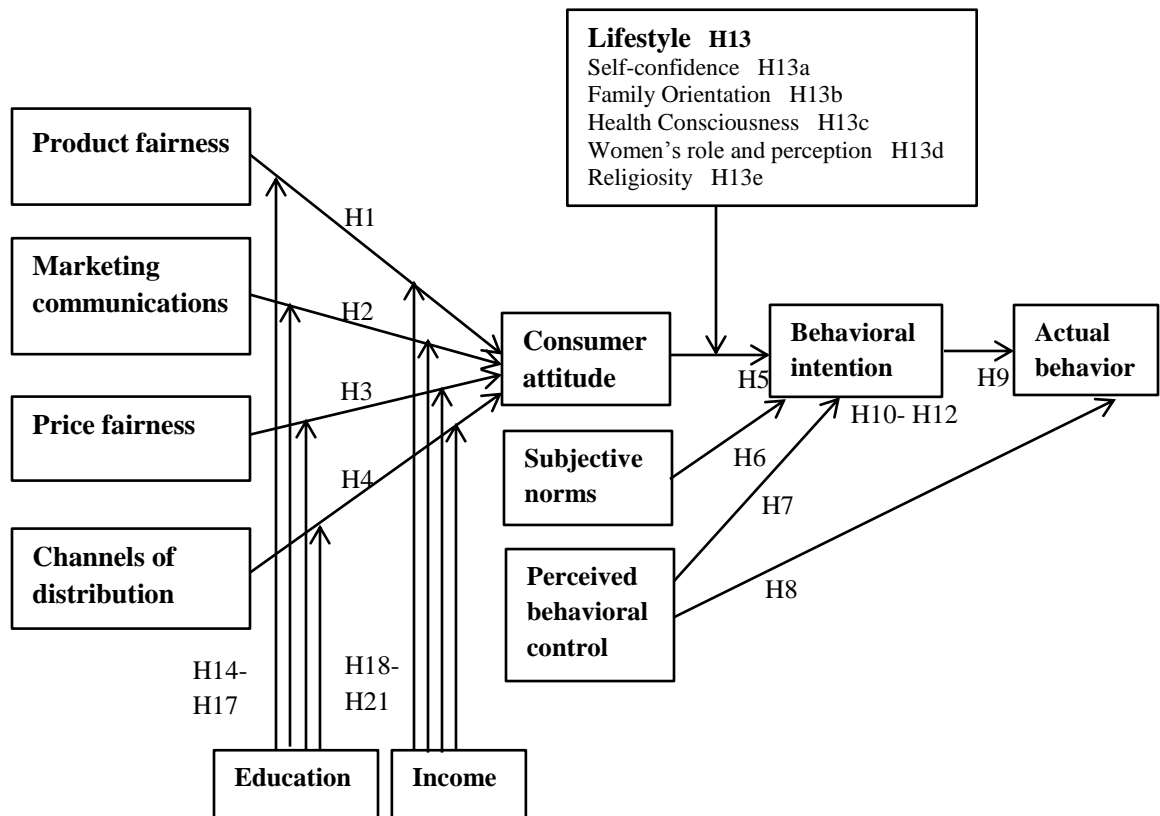 Lifestyle H13
Self-confidence H13a
Family Orientation H13b
Health Consciousness H13c
Women's role and perception H13d
Religiosity H13e
Product fairness
H1
Marketing
communications
H2
Price fairness
H3
Channels of
distribution
H4
Consumer
attitude
H5
Behavioral
intention
H9
Actual
behavior
H10- H12
Subjective
norms
H6
H7
Perceived
behavioral
control
H8
H14-
H17
H18-
H21
Education
Income